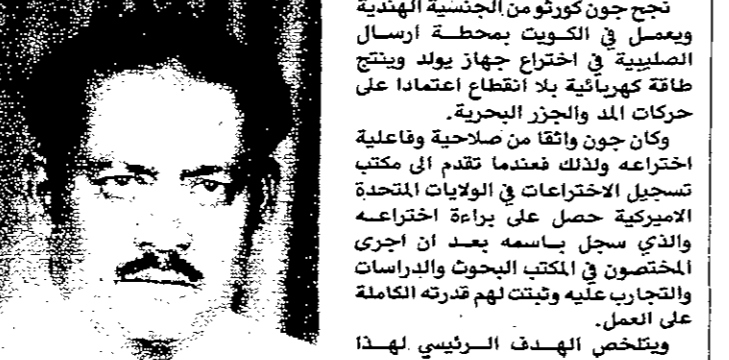 نجح جون كورثو من الجنسية الهندية
ويعمل في الكويت بمحطة ارسال
الصليبية في اختراع جهاز يولد وينتج
طاقة كهربائية بلا انقطاع اعتمادا على
حركات المد والجزر البحرية.
وكان جون واثقا من صلاحية وفاعلية
اختراعه ولذلك فعندما تقدم الى مكتب
تسجيل الاختراعات في الولايات المتحدة
الاميركية حصل على براءة اختراعه
والذي سجل باسمه بعد ان اجرى
المختصون في المكتب البحوث والدراسات
والتجارب عليه وثبتت لهم قدرته الكاملة
على العمل.
ويتلخص الهدف الرئيسي لهذا